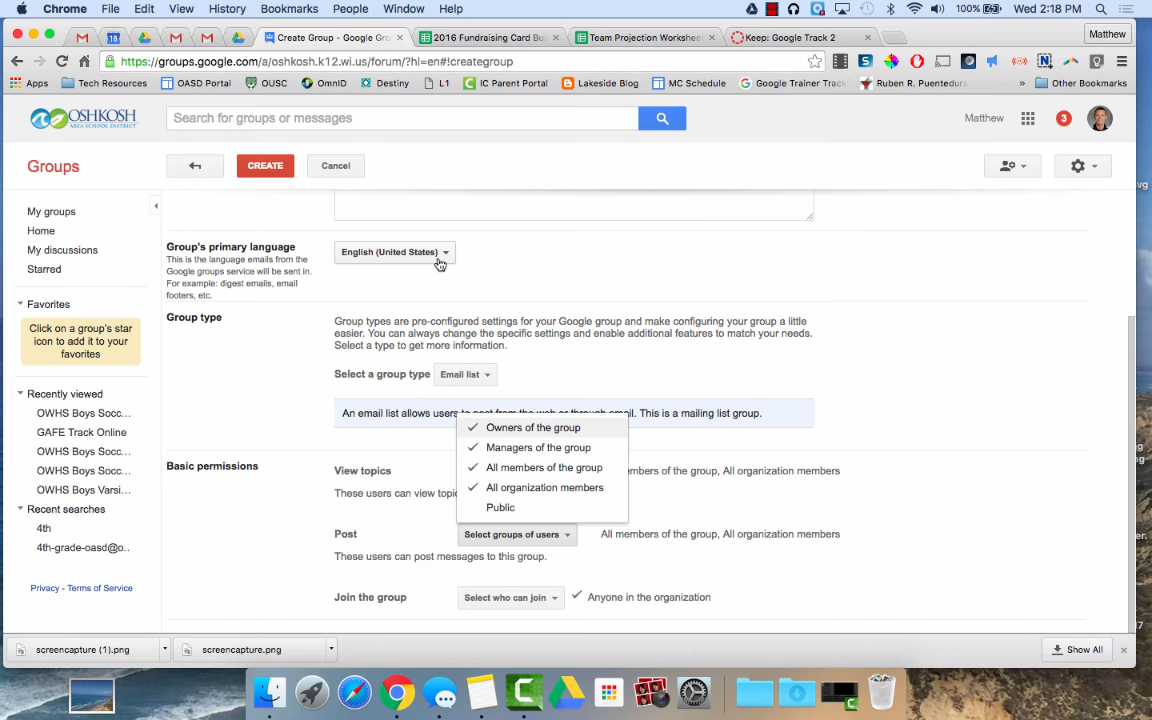 Chrome File Edit View History Bookmarks People Window Help 100% Wed 2:18 PM
18 Create Group - Google Gro 2016 Fundraising Card Bus Team Projection Workshee Keep: Google Track 2 Matthew
https://groups.google.com/a/oshkosh.k12.wi.us/forum/?hl=en#!creategroup
Apps Tech Resources OASD Portal OUSC OmniID Destiny L1 IC Parent Portal Lakeside Blog MC Schedule Google Trainer Track Ruben R. Puentedura » Other Bookmarks
OSHKOSH
AREA SCHOOL DISTRICT
Search for groups or messages
Matthew 3
Groups
CREATE
Cancel
My groups
Home
My discussions
Starred
Favorites
Click on a group's star
icon to add it to your
favorites
Recently viewed
OWHS Boys Socc...
GAFE Track Online
OWHS Boys Socc...
OWHS Boys Socc...
OWHS Boys Varsi...
Recent searches
4th
4th-grade-oasd@o..
Privacy - Terms of Service
Group's primary language
This is the language emails from the
Google groups service will be sent in.
For example: digest emails, email
footers, etc.
English (United States)
Group type
Group types are pre-configured settings for your Google group and make configuring your group a little
easier. You can always change the specific settings and enable additional features to match your needs.
Select a type to get more information.
Select a group type Email list
An email list allows users to post from the web or through email. This is a mailing list group.
Owners of the group
Managers of the group
All members of the group
All organization members
Public
Basic permissions
View topics
embers of the group, All organization members
These users can view topi
Post Select groups of users All members of the group, All organization members
These users can post messages to this group.
Join the group Select who can join Anyone in the organization
screencapture (1).png
screencapture.png
Show All